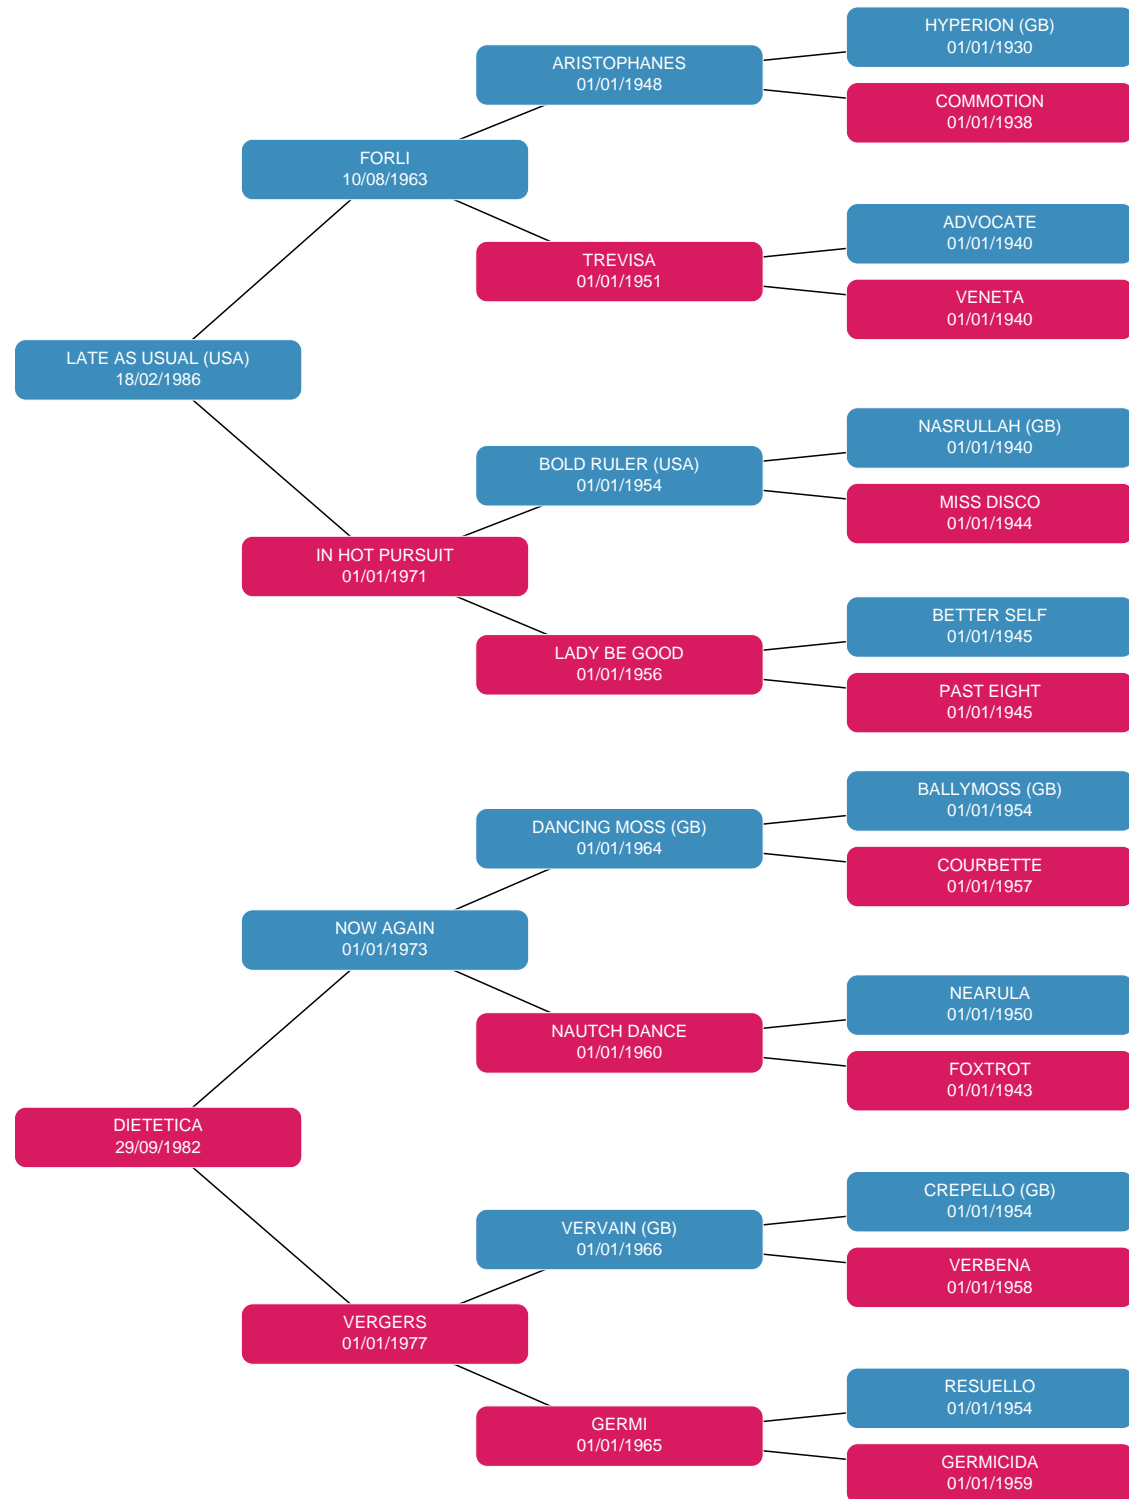 HYPERION (GB)
01/01/1930
ARISTOPHANES
01/01/1948
COMMOTION
01/01/1938
FORLI
10/08/1963
ADVOCATE
01/01/1940
TREVISA
01/01/1951
VENETA
01/01/1940
LATE AS USUAL (USA)
18/02/1986
NASRULLAH (GB)
01/01/1940
BOLD RULER (USA)
01/01/1954
MISS DISCO
01/01/1944
IN HOT PURSUIT
01/01/1971
BETTER SELF
01/01/1945
LADY BE GOOD
01/01/1956
PAST EIGHT
01/01/1945
BALLYMOSS (GB)
01/01/1954
DANCING MOSS (GB)
01/01/1964
COURBETTE
01/01/1957
NOW AGAIN
01/01/1973
NEARULA
01/01/1950
NAUTCH DANCE
01/01/1960
FOXTROT
01/01/1943
DIETETICA
29/09/1982
CREPELLO (GB)
01/01/1954
VERVAIN (GB)
01/01/1966
VERBENA
01/01/1958
VERGERS
01/01/1977
RESUELLO
01/01/1954
GERMI
01/01/1965
GERMICIDA
01/01/1959